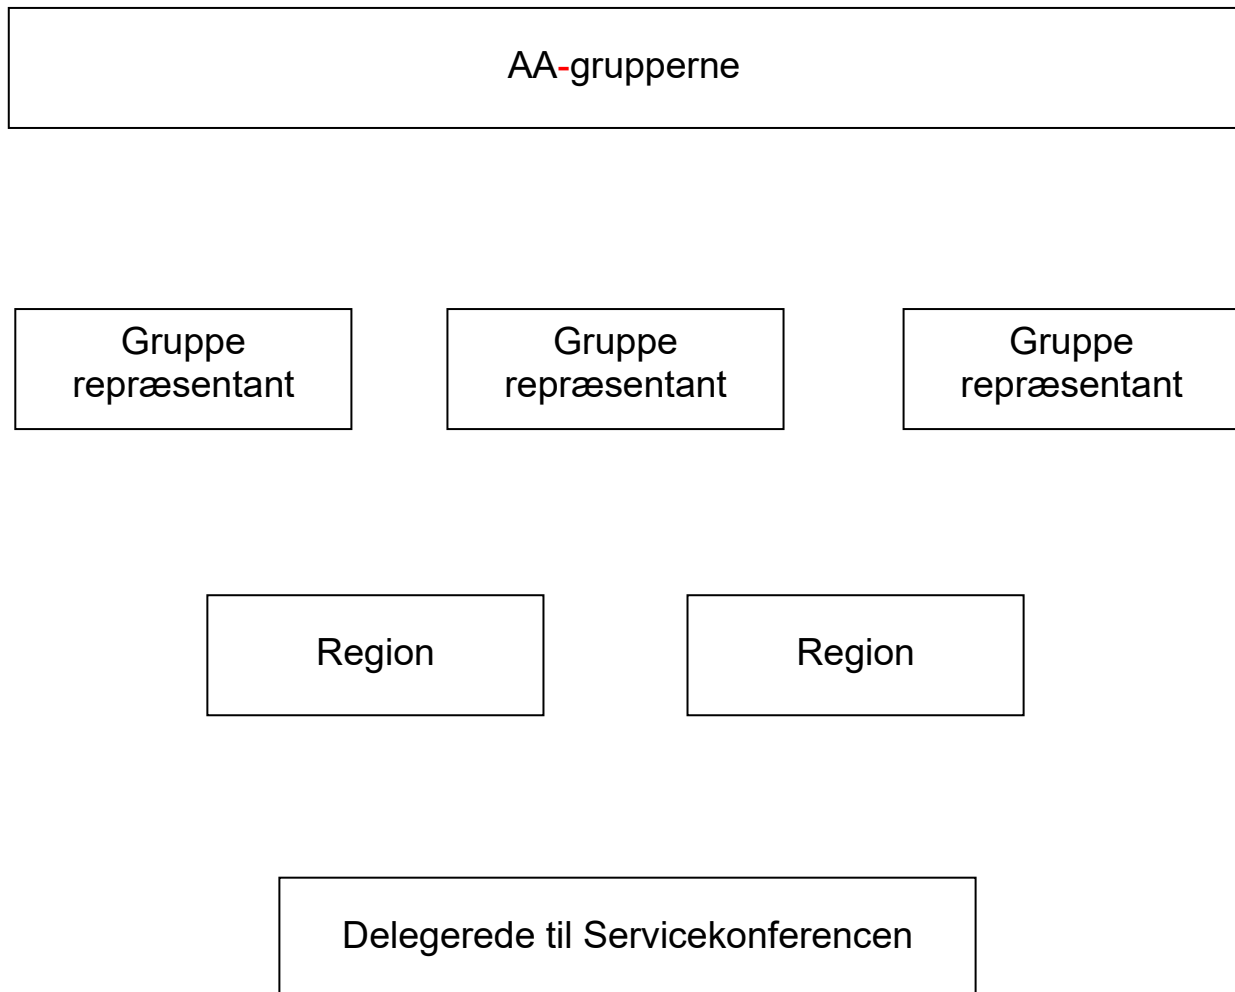 AA-grupperne
Gruppe
repræsentant
Gruppe
repræsentant
Gruppe
repræsentant
Region
Region
Delegerede til Servicekonferencen